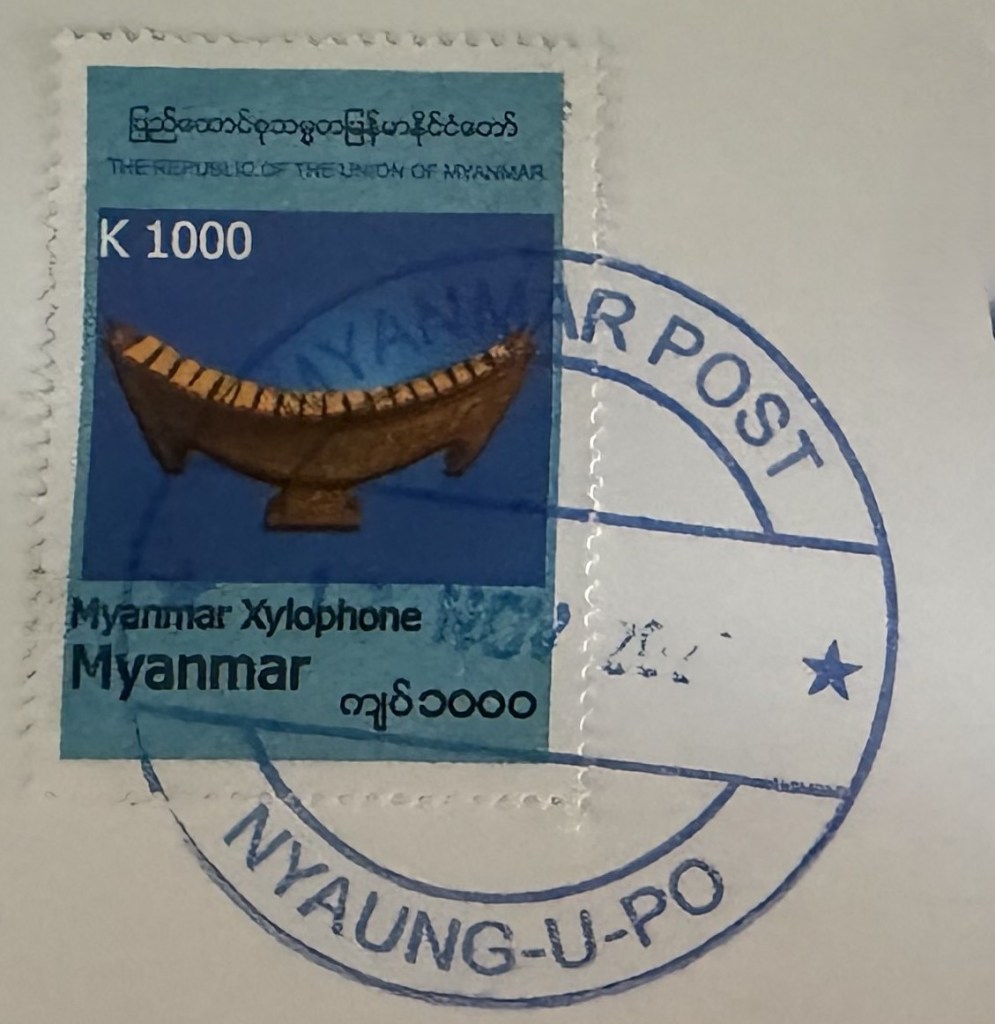 ပြည်ထောင်စုသမ္မတမြန်မာနိုင်ငံတော်
THE REPUBLIC OF THE UNION OF MYANMAR
K 1000
MYANMAR POST
Myanmar Xylophone
Myanmar
ကျပ်၁၀၀၀
NYAUNG-U-PO